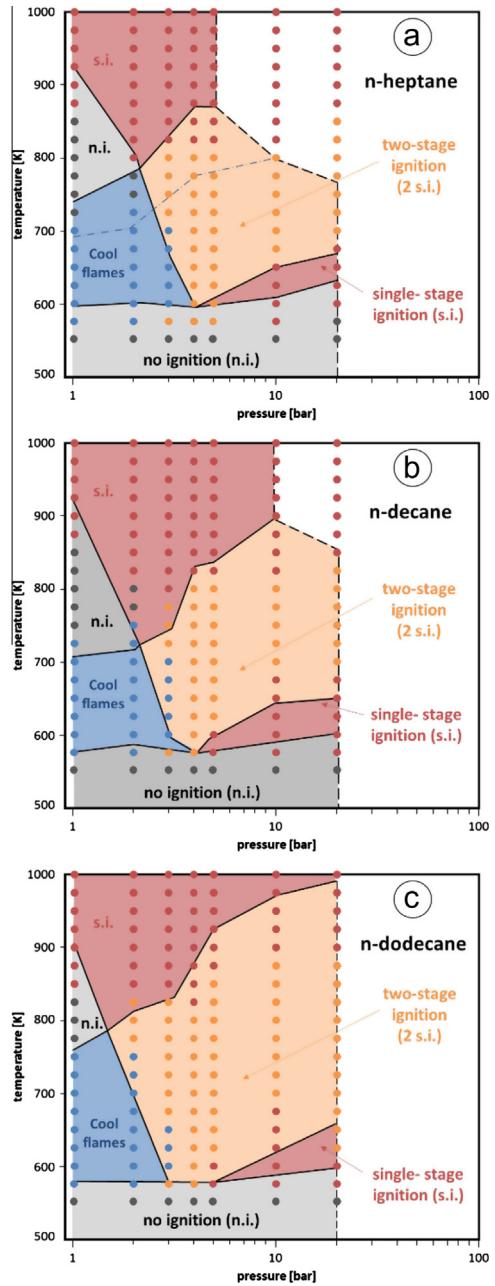 1000
a
s.i.
n-heptane
900
n.i.
two-stage
ignition
(2 s.i.)
800
temperature [K]
700
Cool
flames
single- stage
ignition (s.i.)
600
no ignition (n.i.)
500
1
10
100
pressure [bar]
1000
b
s.i.
n-decane
900
n.i.
two-stage
ignition
(2 s.i.)
800
temperature [K]
700
Cool
flames
single- stage
ignition (s.i.)
600
no ignition (n.i.)
500
1
10
100
pressure [bar]
1000
c
s.i.
n-dodecane
900
n.i.
two-stage
ignition
(2 s.i.)
800
temperature [K]
700
Cool
flames
single- stage
ignition (s.i.)
600
no ignition (n.i.)
500
1
10
100
pressure [bar]